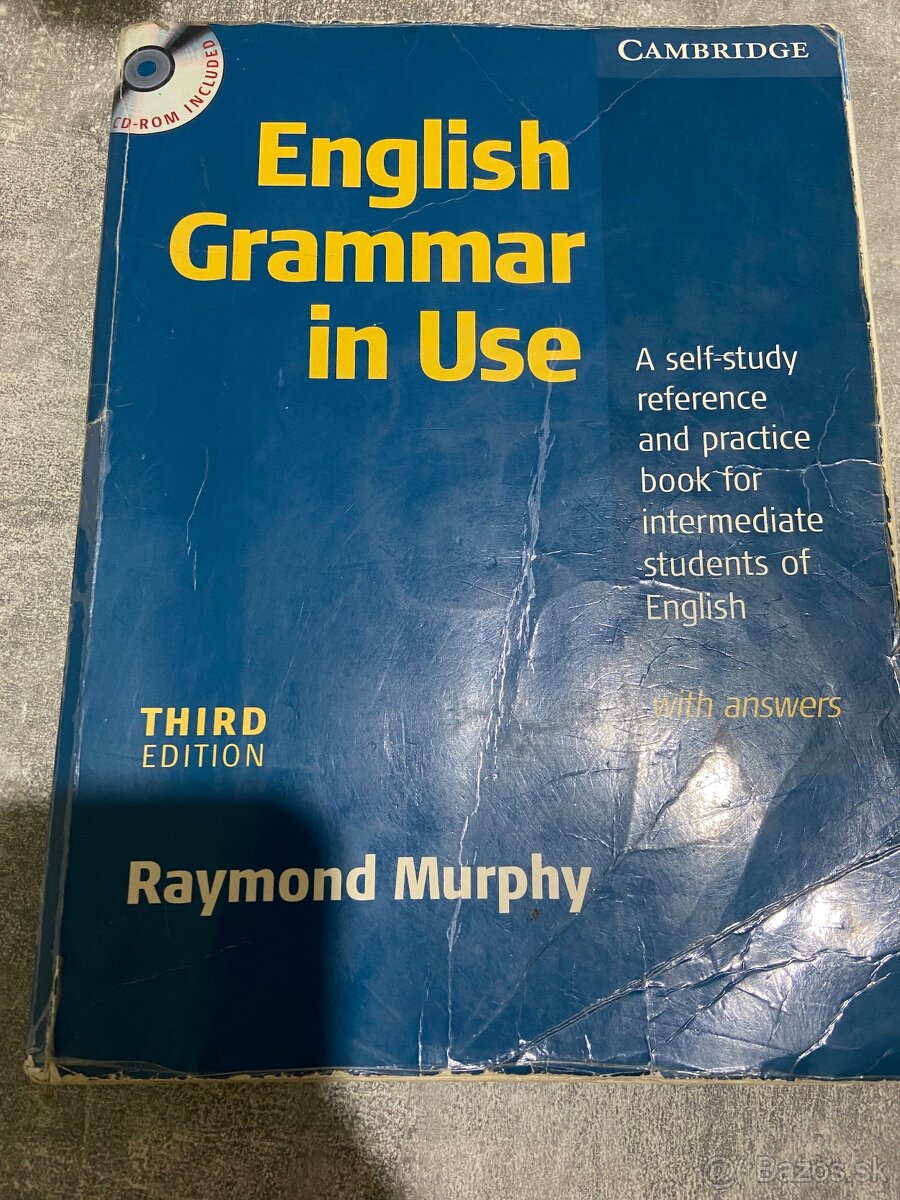 CD-ROM INCLUDED
CAMBRIDGE
English
Grammar
in Use
A self-study
reference
and practice
book for
intermediate
students of
English
with answers
THIRD
EDITION
Raymond Murphy
@ Bazos.sk